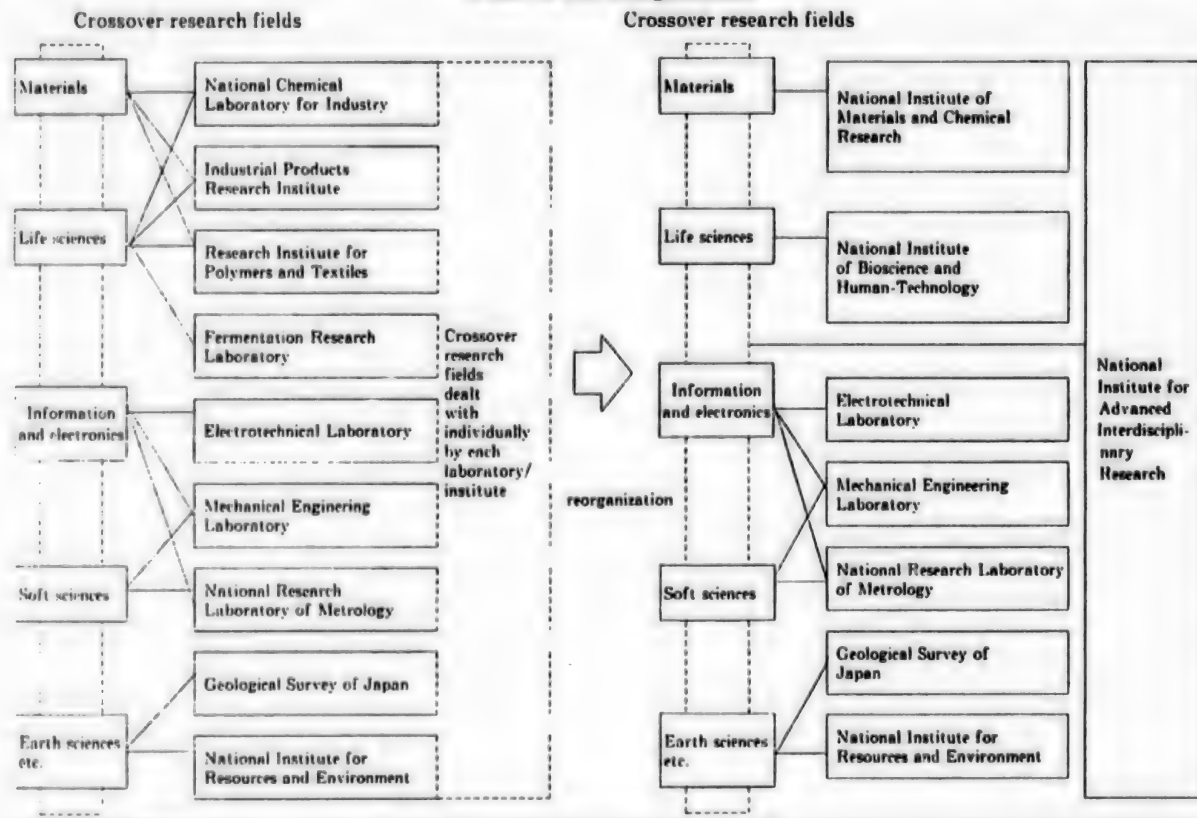 Crossover research fields
Materials
National Chemical
Laboratory for Industry
Industrial Products
Research Institute
Life sciences
Research Institute for
Polymers and Textiles
Fermentation Research
Laboratory
Crossover
research
fields
dealt
with
individually
by each
laboratory/
institute
Information
and electronics
Electrotechnical Laboratory
Mechanical Enginering
Laboratory
Soft sciences
National Research
Laboratory of Metrology
Geological Survey of Japan
Earth sciences
etc.
National Institute for
Resources and Environment
reorganization
Crossover research fields
Materials
National Institute of
Materials and Chemical
Research
Life sciences
National Institute
of Bioscience and
Human-Technology
Information
and electronics
Electrotechnical
Laboratory
Mechanical Engineering
Laboratory
Soft sciences
National Research Laboratory
of Metrology
Geological Survey of
Japan
Earth sciences
etc.
National Institute for
Resources and Environment
National
Institute for
Advanced
Interdiscipli-
nary
Research